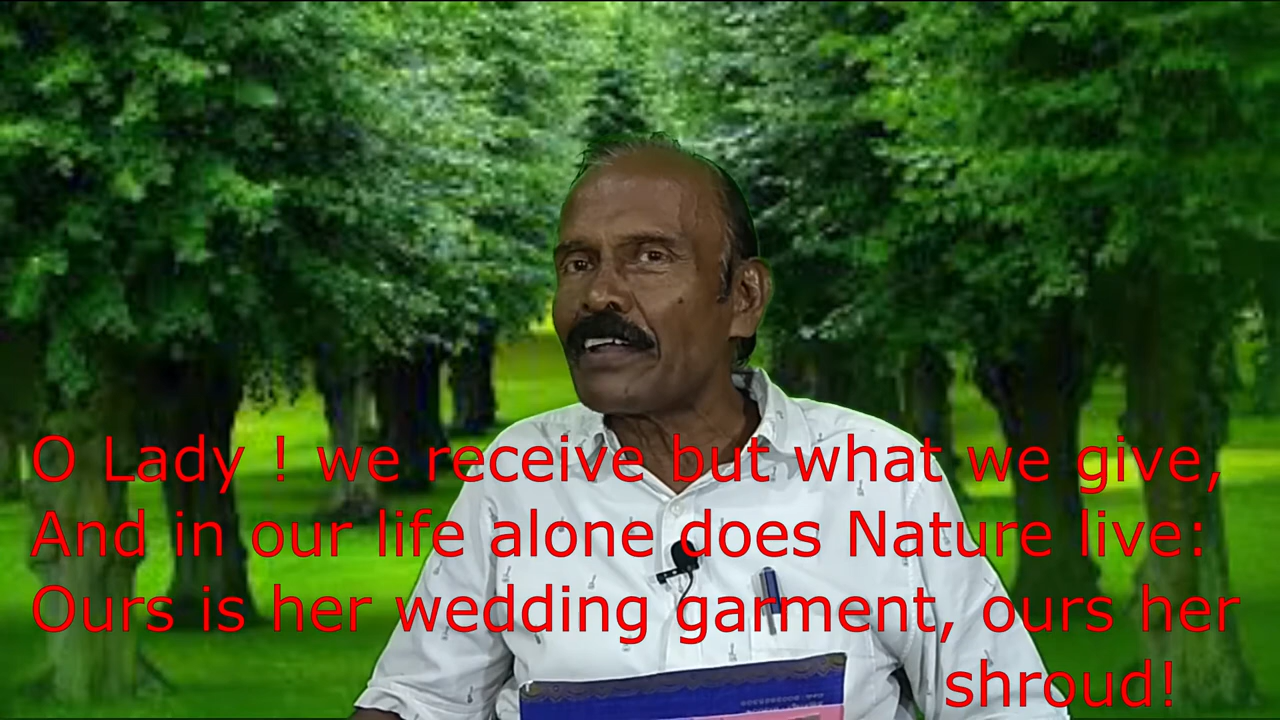 O Lady ! we receive but what we give,
And in our life alone does Nature live:
Ours is her wedding garment, ours her
shroud!